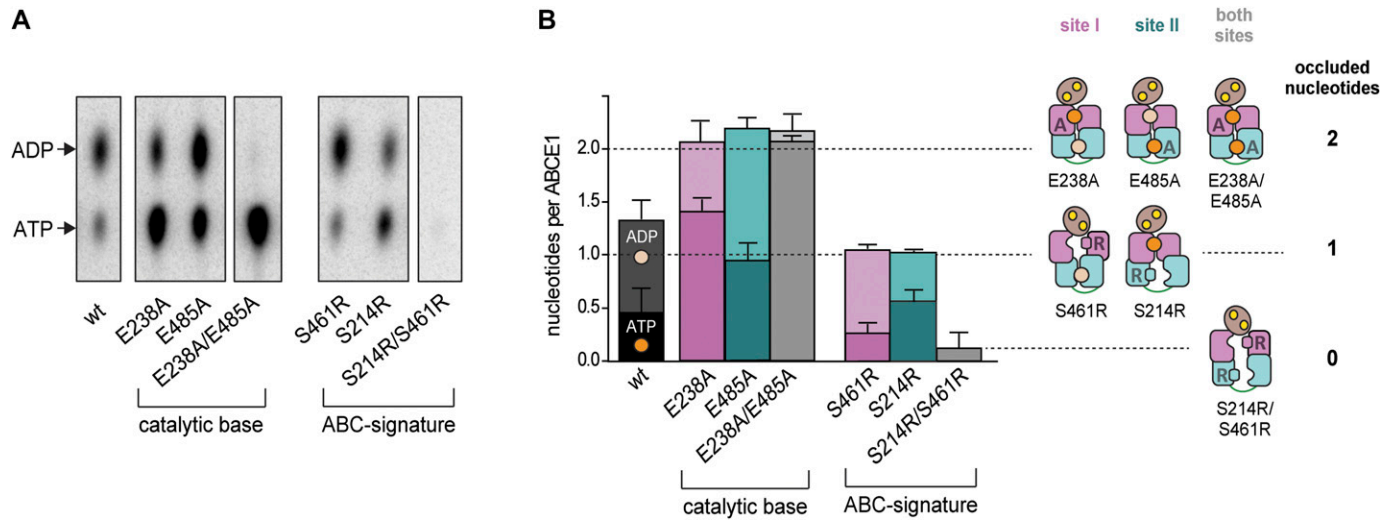 A
ADP
ATP
wt
E238A
E485A
E238A/E485A
S461R
S214R
S214R/S461R
catalytic base
ABC-signature
B
nucleotides per ABCE1
2.0
1.5
1.0
0.5
0.0
ADP
ATP
wt
E238A
E485A
E238A/E485A
S461R
S214R
S214R/S461R
catalytic base
ABC-signature
site I
site II
both
sites
occluded
nucleotides
A
A
A
A
2
E238A
E485A
E238A/
E485A
R
R
1
S461R
S214R
R
R
0
S214R/
S461R